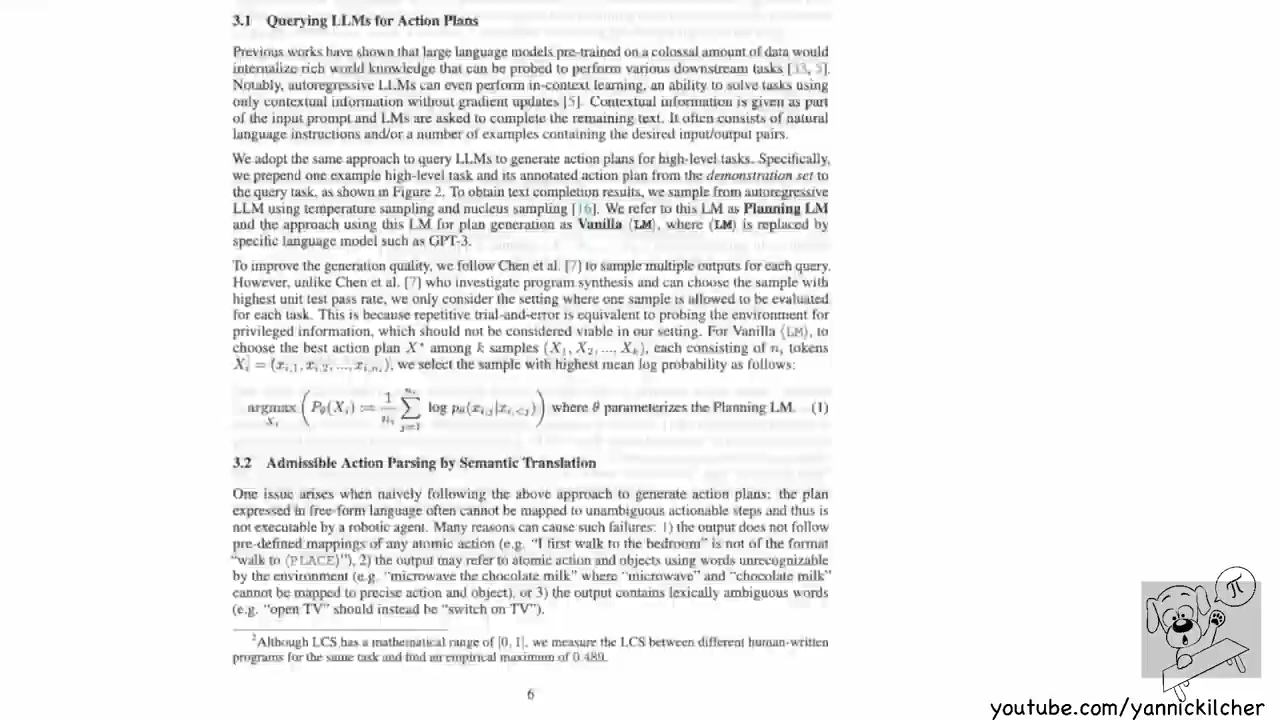 3.1 Querying LLMs for Action Plans
Previous works have shown that large language models pre-trained on a colossal amount of data would
internalize rich world knowledge that can be probed to perform various downstream tasks [13, 5].
Notably, autoregressive LLMs can even perform in-context learning, an ability to solve tasks using
only contextual information without gradient updates [5]. Contextual information is given as part
of the input prompt and LMs are asked to complete the remaining text. It often consists of natural
language instructions and/or a number of examples containing the desired input/output pairs.
We adopt the same approach to query LLMs to generate action plans for high-level tasks. Specifically,
we prepend one example high-level task and its annotated action plan from the demonstration set to
the query task, as shown in Figure 2. To obtain text completion results, we sample from autoregressive
LLM using temperature sampling and nucleus sampling [16]. We refer to this LM as Planning LM
and the approach using this LM for plan generation as Vanilla ⟨LM⟩, where ⟨LM⟩ is replaced by
specific language model such as GPT-3.
To improve the generation quality, we follow Chen et al. [7] to sample multiple outputs for each query.
However, unlike Chen et al. [7] who investigate program synthesis and can choose the sample with
highest unit test pass rate, we only consider the setting where one sample is allowed to be evaluated
for each task. This is because repetitive trial-and-error is equivalent to probing the environment for
privileged information, which should not be considered viable in our setting. For Vanilla ⟨LM⟩, to
choose the best action plan X* among k samples (X₁, X₂, ..., Xₖ), each consisting of nᵢ tokens
Xᵢ = (xᵢ,₁, xᵢ,₂, ..., xᵢ,ₙᵢ), we select the sample with highest mean log probability as follows:
argmax_{Xᵢ} ( P_θ(Xᵢ) := 1/nᵢ ∑_{j=1}^{nᵢ} log p_θ(xᵢ,ⱼ|xᵢ,<ⱼ) ) where θ parameterizes the Planning LM. (1)
3.2 Admissible Action Parsing by Semantic Translation
One issue arises when naively following the above approach to generate action plans: the plan
expressed in free-form language often cannot be mapped to unambiguous actionable steps and thus is
not executable by a robotic agent. Many reasons can cause such failures: 1) the output does not follow
pre-defined mappings of any atomic action (e.g. "I first walk to the bedroom" is not of the format
"walk to ⟨PLACE⟩"), 2) the output may refer to atomic action and objects using words unrecognizable
by the environment (e.g. "microwave the chocolate milk" where "microwave" and "chocolate milk"
cannot be mapped to precise action and object), or 3) the output contains lexically ambiguous words
(e.g. "open TV" should instead be "switch on TV").
²Although LCS has a mathematical range of [0, 1], we measure the LCS between different human-written
programs for the same task and find an empirical maximum of 0.489.
6
π
youtube.com/yannickilcher